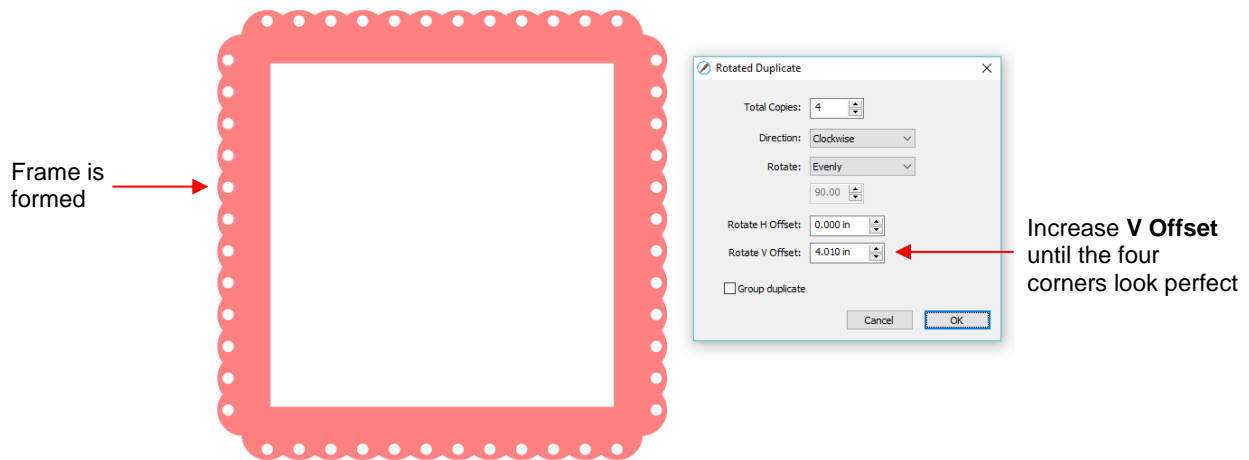 Frame is
formed
Rotated Duplicate
Total Copies: 4
Direction: Clockwise
Rotate: Evenly
90.00
Rotate H Offset: 0.000 in
Rotate V Offset: 4.010 in
Group duplicate
Cancel OK
Increase V Offset
until the four
corners look perfect